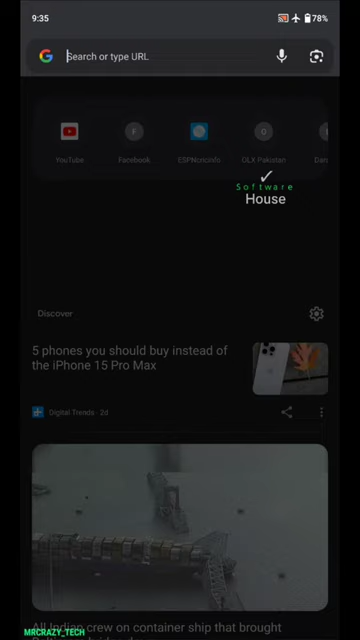 9:35
78%
Search or type URL
YouTube
Facebook
ESPNcricinfo
OLX Pakistan
✓
Software
House
Discover
5 phones you should buy instead of
the iPhone 15 Pro Max
Digital Trends · 2d
All Indian crew on container ship that brought
MRCRAZY_TECH